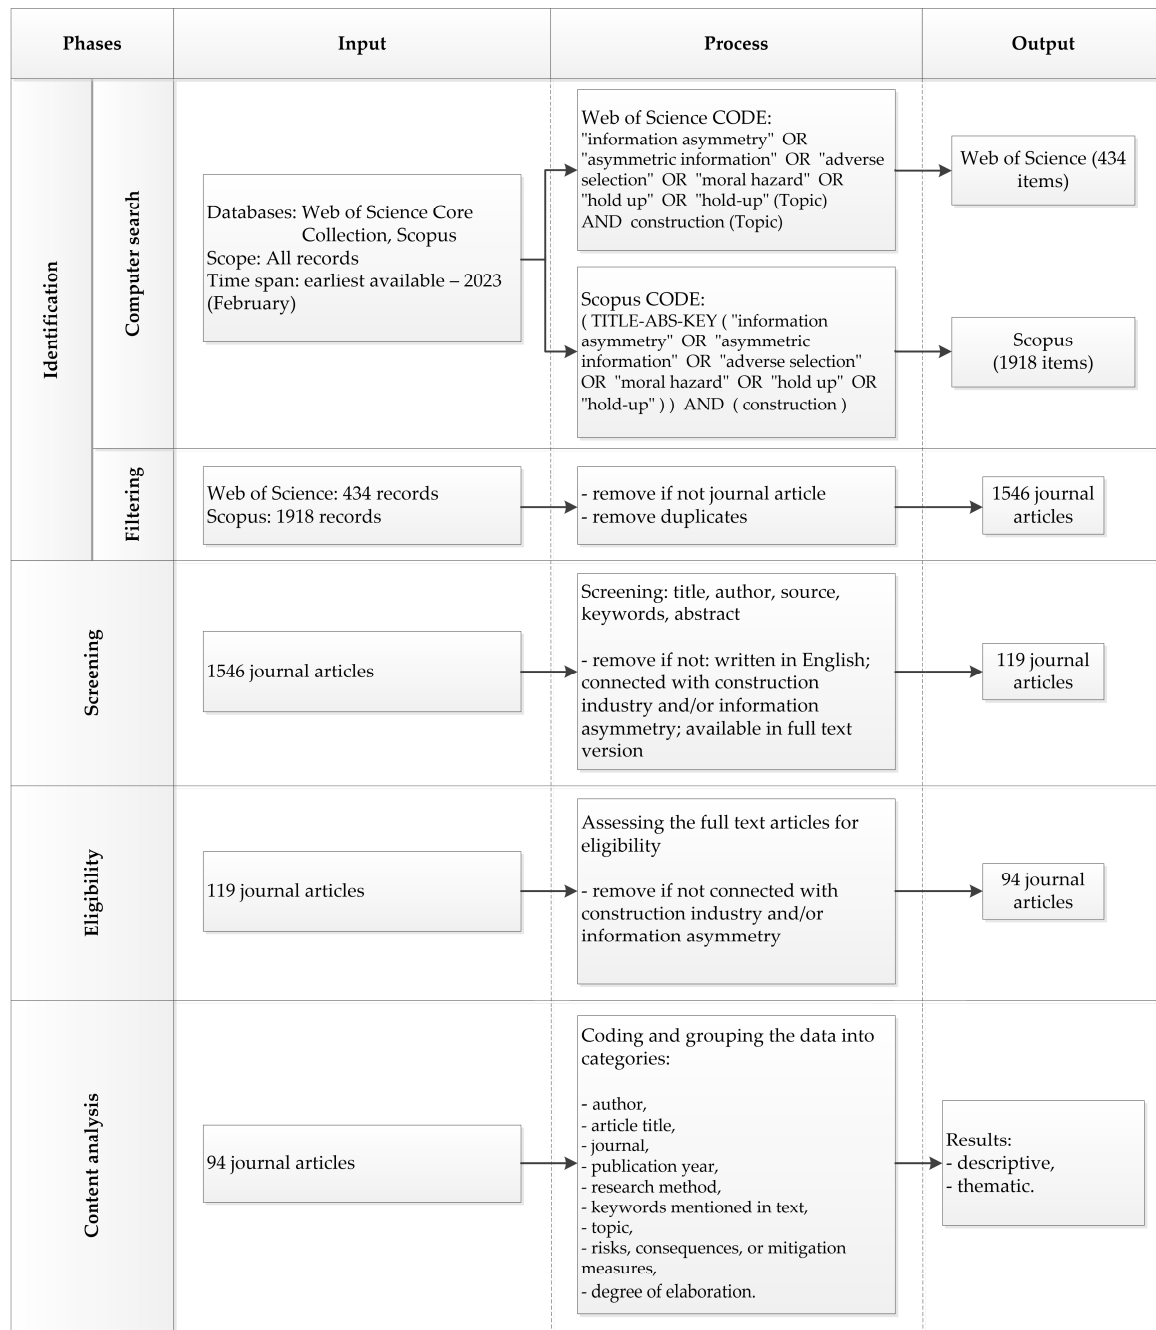 Phases
Input
Process
Output
Identification
Computer search
Databases: Web of Science Core
Collection, Scopus
Scope: All records
Time span: earliest available – 2023
(February)
Web of Science CODE:
"information asymmetry" OR
"asymmetric information" OR "adverse
selection" OR "moral hazard" OR
"hold up" OR "hold-up" (Topic)
AND construction (Topic)
Web of Science (434
items)
Scopus CODE:
( TITLE-ABS-KEY ( "information
asymmetry" OR "asymmetric
information" OR "adverse selection"
OR "moral hazard" OR "hold up" OR
"hold-up" ) ) AND ( construction )
Scopus
(1918 items)
Filtering
Web of Science: 434 records
Scopus: 1918 records
- remove if not journal article
- remove duplicates
1546 journal
articles
Screening
1546 journal articles
Screening: title, author, source,
keywords, abstract
- remove if not: written in English;
connected with construction
industry and/or information
asymmetry; available in full text
version
119 journal
articles
Eligibility
119 journal articles
Assessing the full text articles for
eligibility
- remove if not connected with
construction industry and/or
information asymmetry
94 journal
articles
Content analysis
94 journal articles
Coding and grouping the data into
categories:
- author,
- article title,
- journal,
- publication year,
- research method,
- keywords mentioned in text,
- topic,
- risks, consequences, or mitigation
measures,
- degree of elaboration.
Results:
- descriptive,
- thematic.